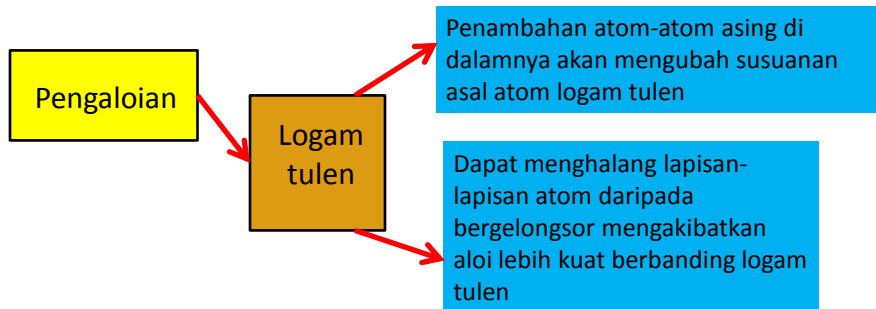 Pengaloian
Logam
tulen
Penambahan atom-atom asing di
dalamnya akan mengubah susuanan
asal atom logam tulen
Dapat menghalang lapisan-
lapisan atom daripada
bergelongsor mengakibatkan
aloi lebih kuat berbanding logam
tulen